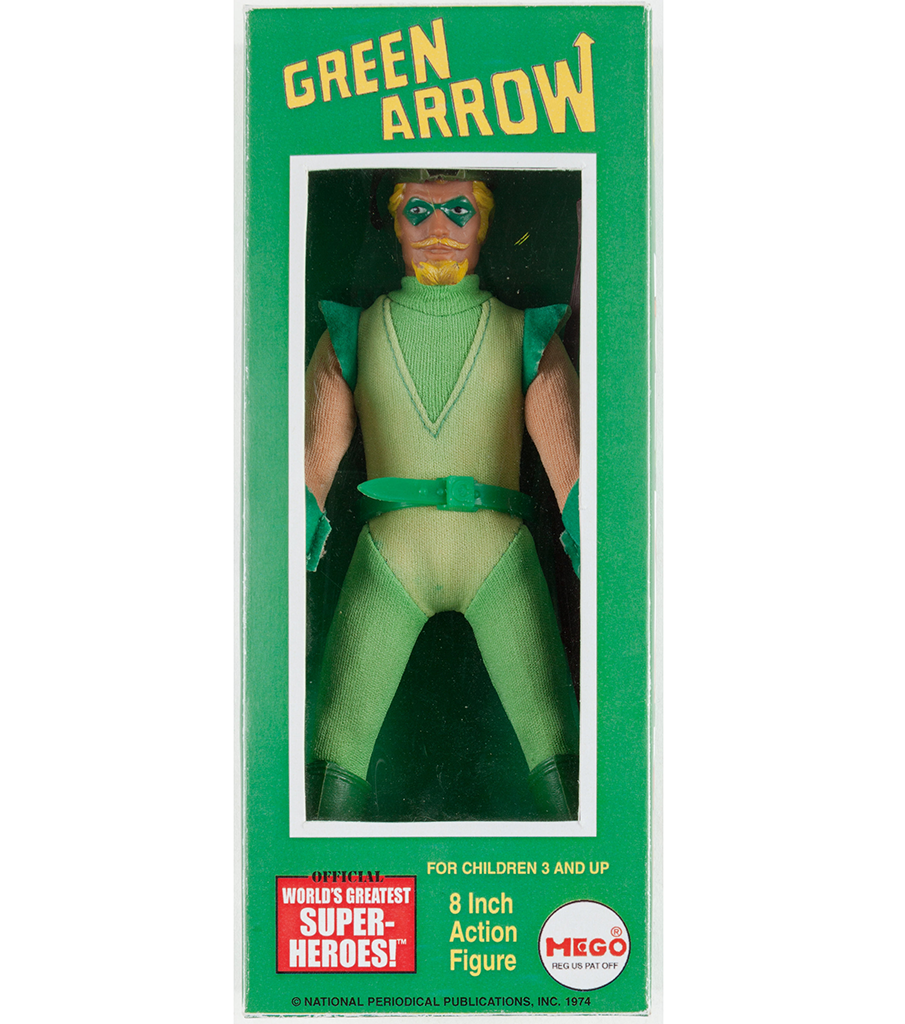 GREEN
ARROW
FOR CHILDREN 3 AND UP
OFFICIAL
WORLD'S GREATEST
SUPER-
HEROES!™
8 Inch
Action
Figure
MEGO®
REG US PAT OFF
© NATIONAL PERIODICAL PUBLICATIONS, INC. 1974